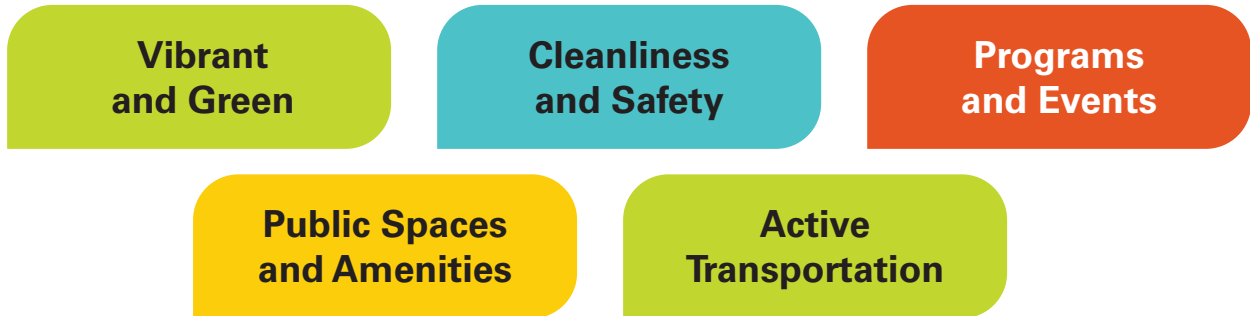 Vibrant
and Green
Cleanliness
and Safety
Programs
and Events
Public Spaces
and Amenities
Active
Transportation